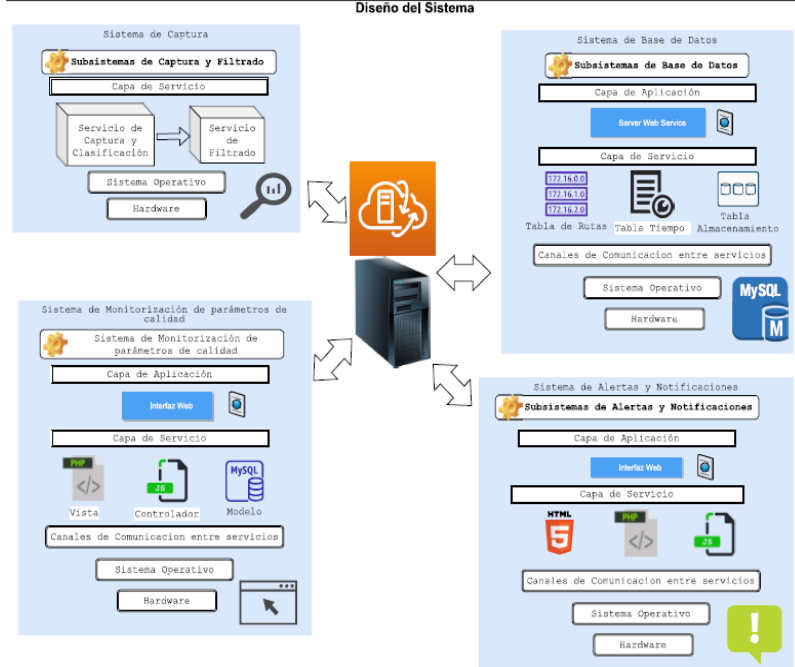 Diseño del Sistema
Sistema de Captura
Subsistemas de Captura y Filtrado
Capa de Servicio
Servicio de
Captura y
Clasificación
Servicio
de
Filtrado
Sistema Operativo
Hardware
Sistema de Base de Datos
Subsistemas de Base de Datos
Capa de Aplicación
Server Web Service
Capa de Servicio
172.16.0.0
172.16.1.0
172.16.2.0
Tabla de Rutas
Tabla Tiempo
Tabla
Almacenamiento
Canales de Comunicacion entre servicios
Sistema Operativo
Hardware
MySQL
M
Sistema de Monitorización de parámetros de
calidad
Sistema de Monitorización de
parámetros de calidad
Capa de Aplicación
Interfaz Web
Capa de Servicio
PHP
</>
Vista
JS
Controlador
MySQL
Modelo
Canales de Comunicacion entre servicios
Sistema Operativo
Hardware
Sistema de Alertas y Notificaciones
Subsistemas de Alertas y Notificaciones
Capa de Aplicación
Interfaz Web
Capa de Servicio
HTML
5
PHP
</>
JS
Canales de Comunicacion entre servicios
Sistema Operativo
Hardware
!